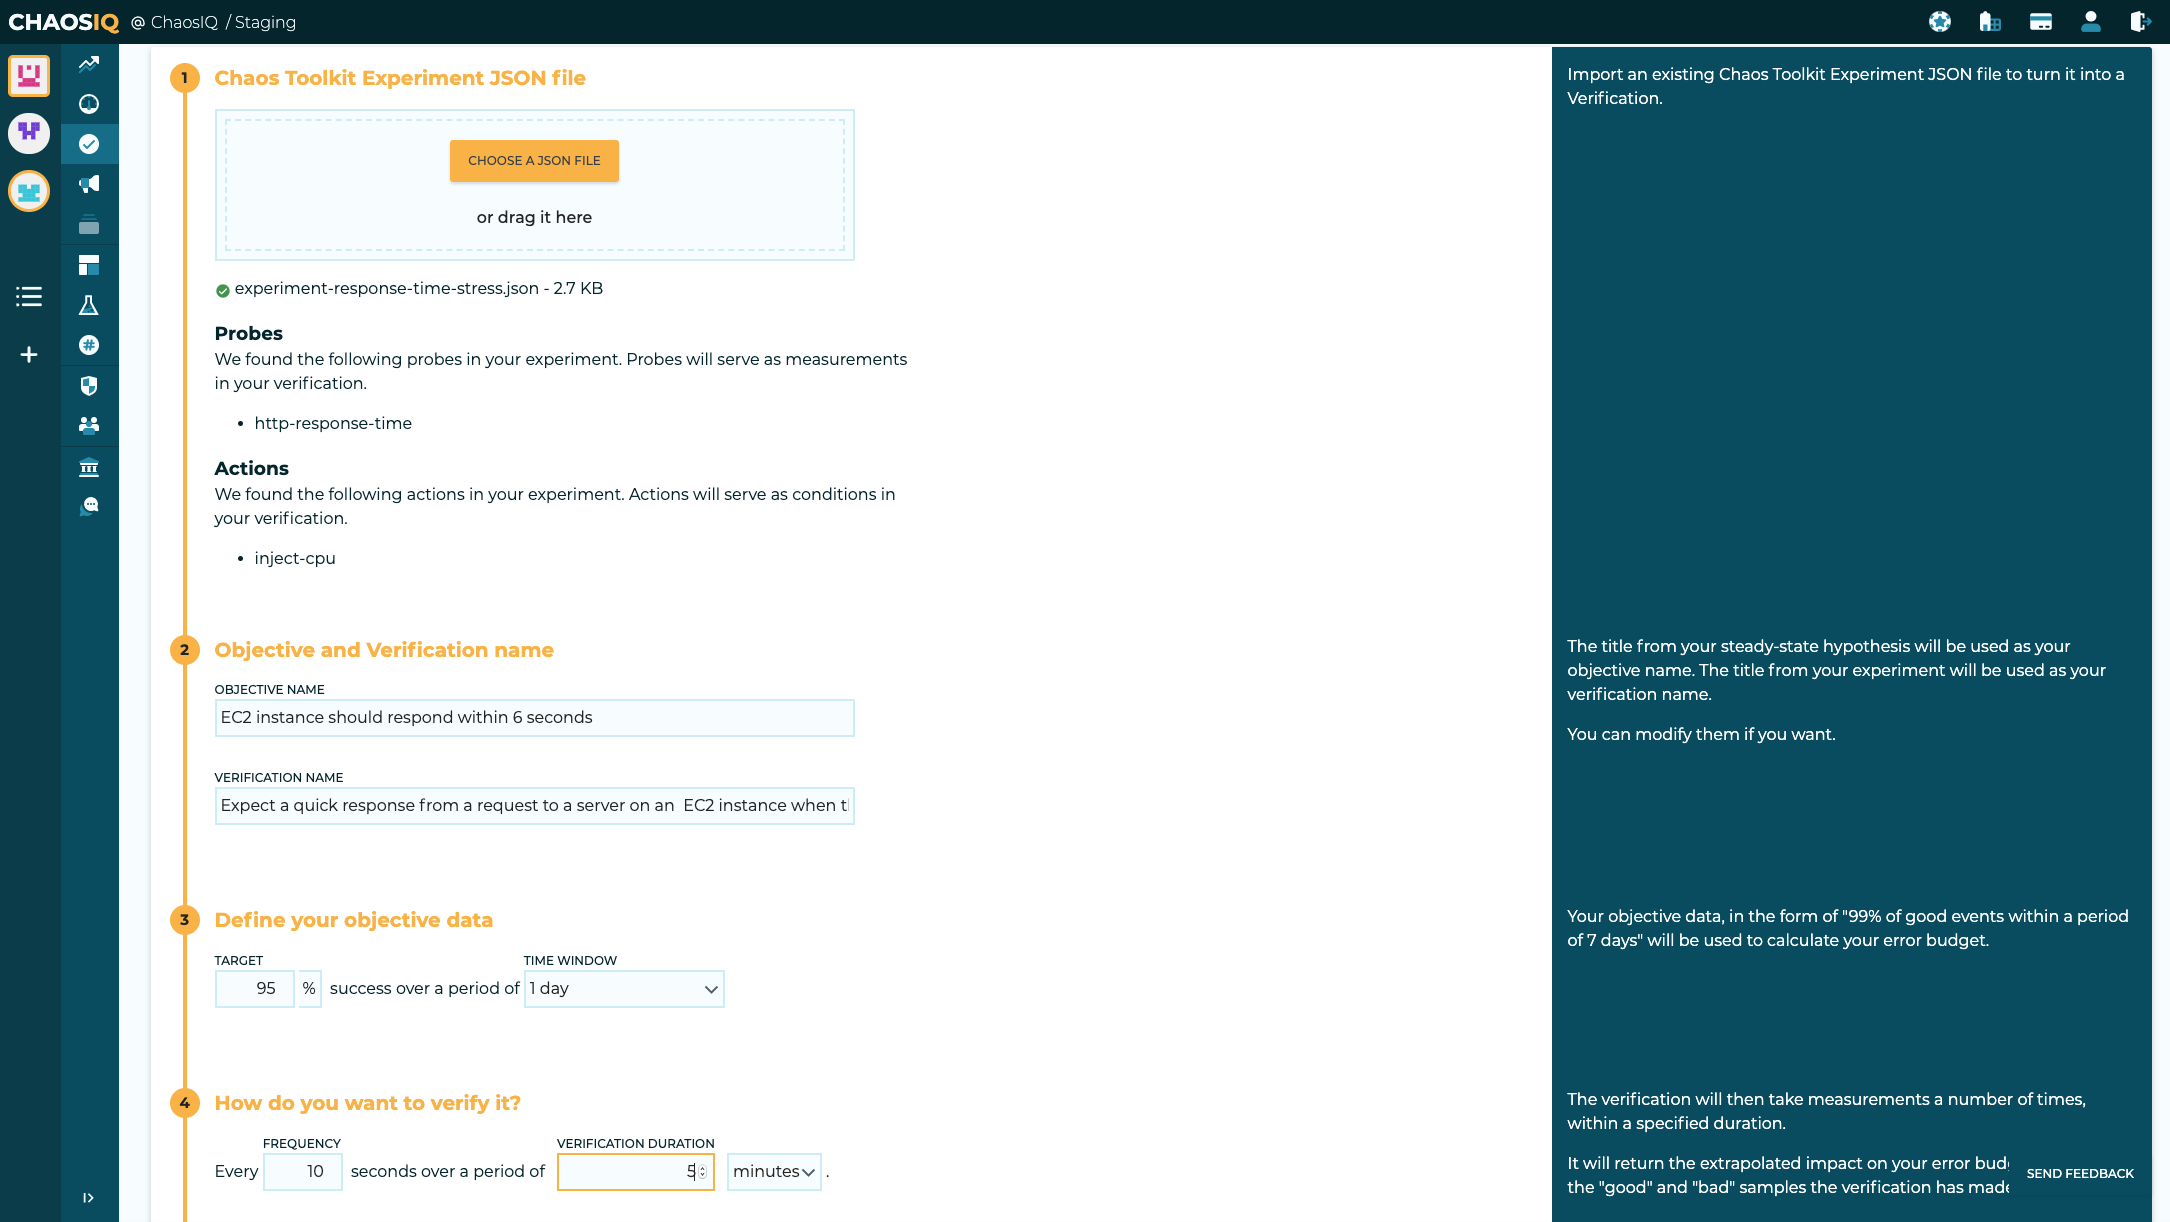 CHAOSIQ @ ChaosIQ / Staging
1 Chaos Toolkit Experiment JSON file
CHOOSE A JSON FILE
or drag it here
experiment-response-time-stress.json - 2.7 KB
Probes
We found the following probes in your experiment. Probes will serve as measurements
in your verification.
• http-response-time
Actions
We found the following actions in your experiment. Actions will serve as conditions in
your verification.
• inject-cpu
Import an existing Chaos Toolkit Experiment JSON file to turn it into a
Verification.
2 Objective and Verification name
OBJECTIVE NAME
EC2 instance should respond within 6 seconds
VERIFICATION NAME
Expect a quick response from a request to a server on an  EC2 instance when
The title from your steady-state hypothesis will be used as your
objective name. The title from your experiment will be used as your
verification name.
You can modify them if you want.
3 Define your objective data
TARGET TIME WINDOW
95 % success over a period of 1 day
Your objective data, in the form of "99% of good events within a period
of 7 days" will be used to calculate your error budget.
4 How do you want to verify it?
FREQUENCY VERIFICATION DURATION
Every 10 seconds over a period of 5 minutes .
The verification will then take measurements a number of times,
within a specified duration.
It will return the extrapolated impact on your error
the "good" and "bad" samples the verification has made
SEND FEEDBACK